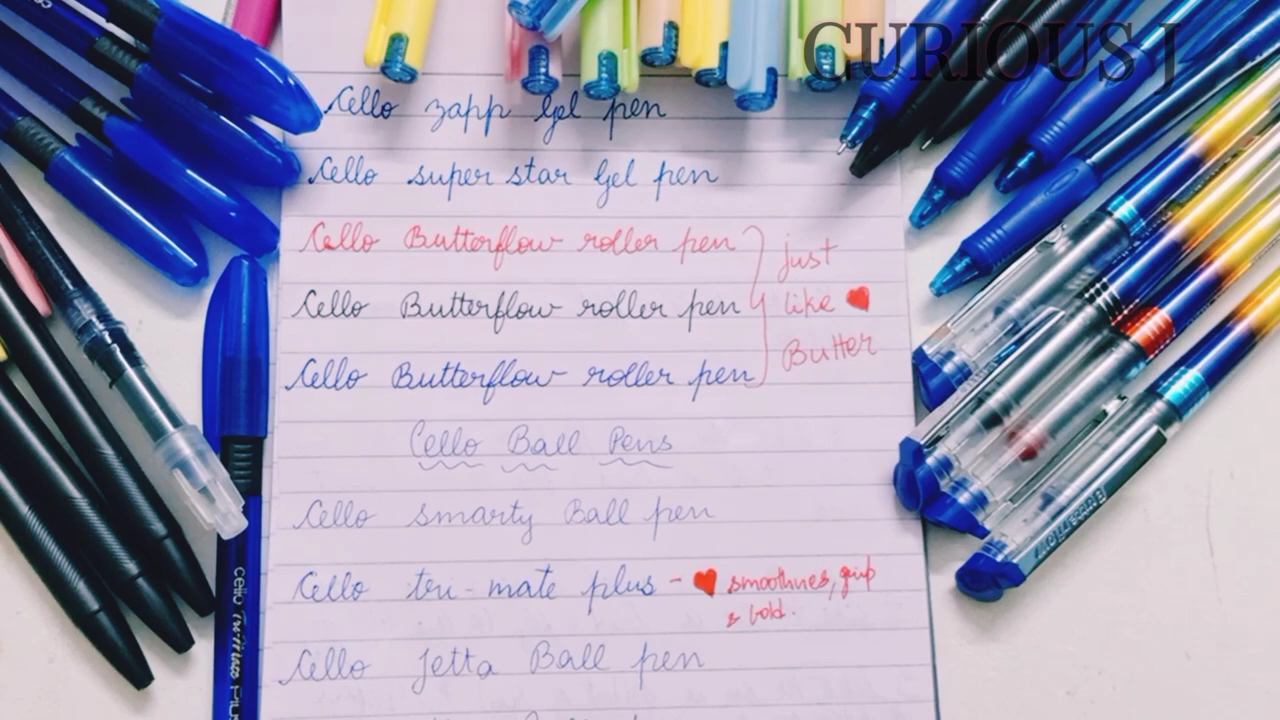 CURIOUS J
Cello zapp Gel pen
Cello super star Gel pen
Cello Butterflow roller pen
Cello Butterflow roller pen
Cello Butterflow roller pen
just
like
Butter
Cello Ball Pens
Cello smarty Ball pen
Cello tri-mate plus - smoothnes, grip
& bold.
Cello Jetta Ball pen
cello